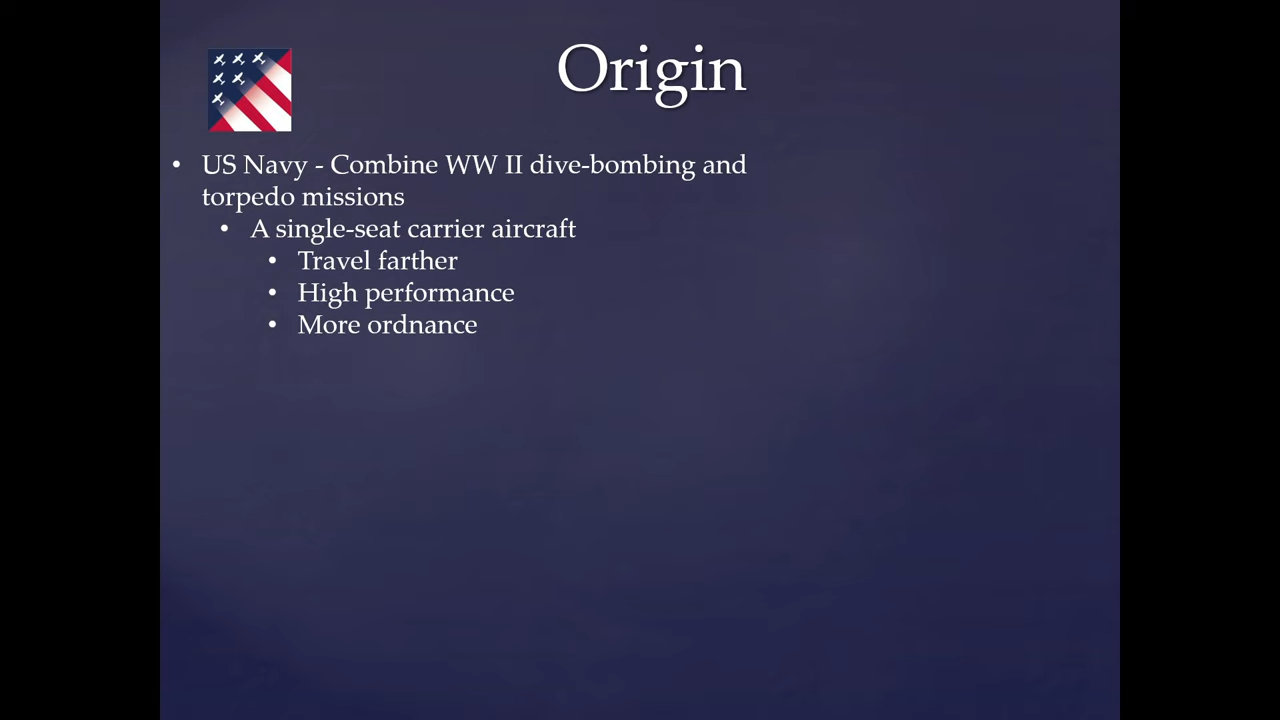 Origin
• US Navy - Combine WW II dive-bombing and
torpedo missions
• A single-seat carrier aircraft
• Travel farther
• High performance
• More ordnance